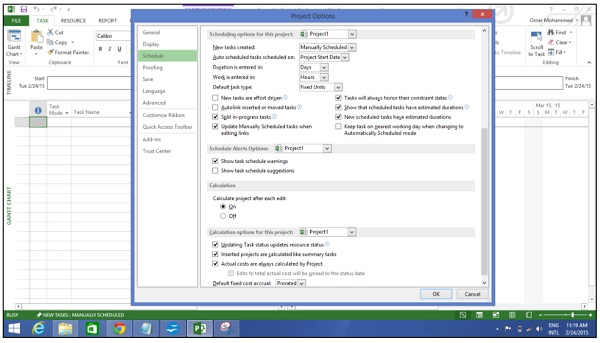 Project Options
FILE TASK RESOURCE REPORT
Omer Mohammed
Gantt Chart
Paste
Cut
Copy
Format Painter
Calibri
B I U
View
Clipboard
Scroll to Task
Find
Clear
Fill
Editing
TIMELINE
Start
Tue 2/24/15
Finish
Tue 2/24/15
Task Mode
Task Name
Mar 15, '15
GANTT CHART
General
Display
Schedule
Proofing
Save
Language
Advanced
Customize Ribbon
Quick Access Toolbar
Add-Ins
Trust Center
Scheduling options for this project: Project1
New tasks created: Manually Scheduled
Auto scheduled tasks scheduled on: Project Start Date
Duration is entered in: Days
Work is entered in: Hours
Default task type: Fixed Units
New tasks are effort driven
Tasks will always honor their constraint dates
Autolink inserted or moved tasks
Show that scheduled tasks have estimated durations
Split in-progress tasks
New scheduled tasks have estimated durations
Update Manually Scheduled tasks when editing links
Keep task on nearest working day when changing to Automatically Scheduled mode
Schedule Alerts Options: Project1
Show task schedule warnings
Show task schedule suggestions
Calculation
Calculate project after each edit:
On
Off
Calculation options for this project: Project1
Updating Task status updates resource status
Inserted projects are calculated like summary tasks
Actual costs are always calculated by Project
Edits to total actual cost will be spread to the status date
Default fixed cost accrual: Prorated
OK Cancel
BUSY NEW TASKS : MANUALLY SCHEDULED
ENG
INTL
11:19 AM
2/24/2015